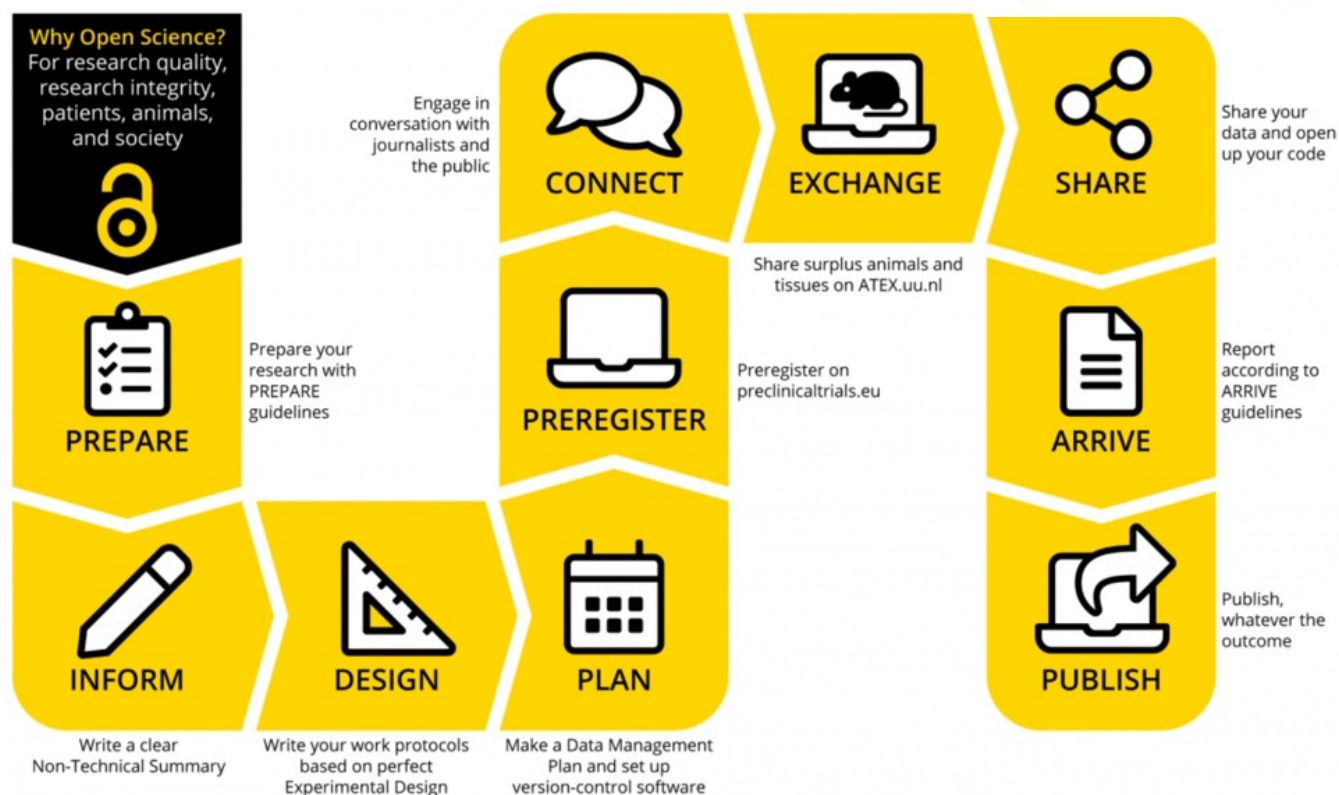 Why Open Science?
For research quality,
research integrity,
patients, animals,
and society
PREPARE
Prepare your
research with
PREPARE
guidelines
INFORM
Write a clear
Non-Technical Summary
DESIGN
Write your work protocols
based on perfect
Experimental Design
PLAN
Make a Data Management
Plan and set up
version-control software
PREREGISTER
Preregister on
preclinicaltrials.eu
CONNECT
Engage in
conversation with
journalists and
the public
EXCHANGE
Share surplus animals and
tissues on ATEX.uu.nl
SHARE
Share your
data and open
up your code
ARRIVE
Report
according to
ARRIVE
guidelines
PUBLISH
Publish,
whatever the
outcome